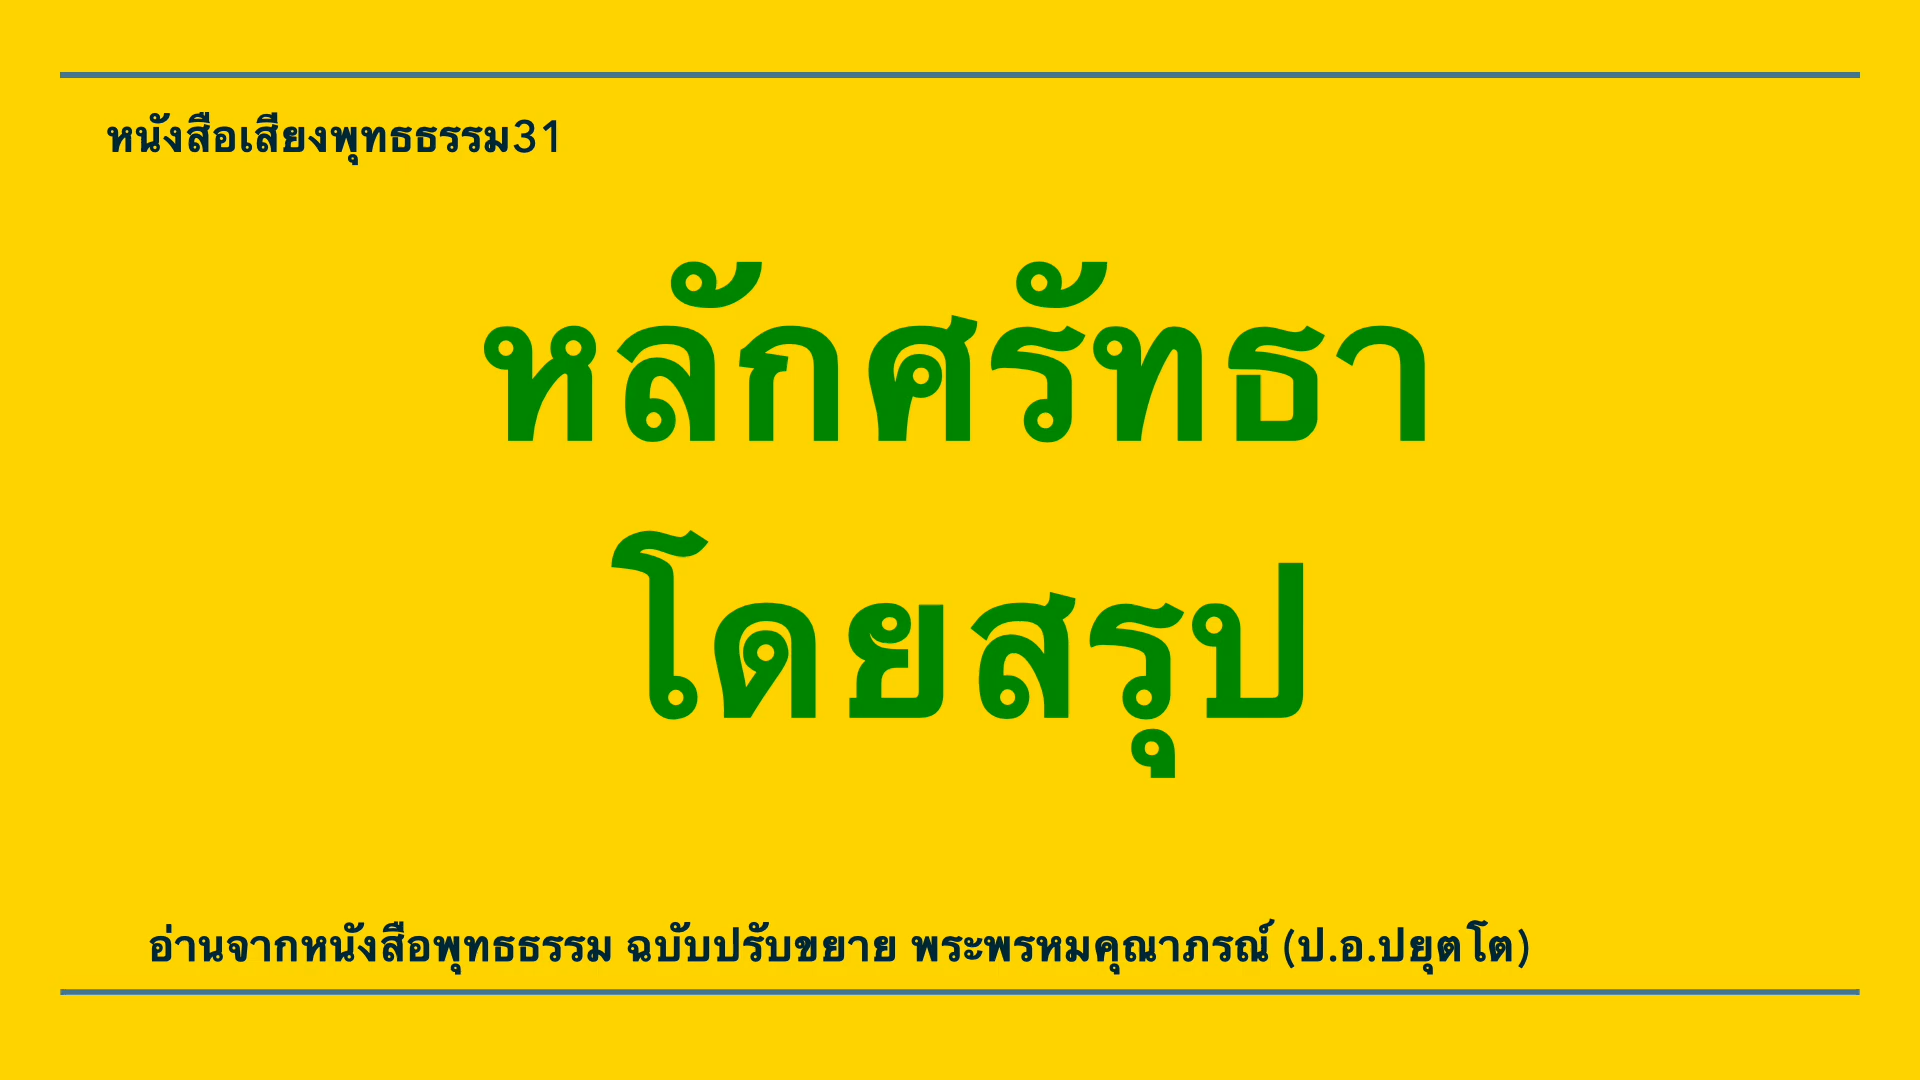 หนังสือเสียงพุทธธรรม31
หลักศรัทธา
โดยสรุป
อ่านจากหนังสือพุทธธรรม ฉบับปรับขยาย พระพรหมคุณาภรณ์ (ป.อ.ปยุตโต)